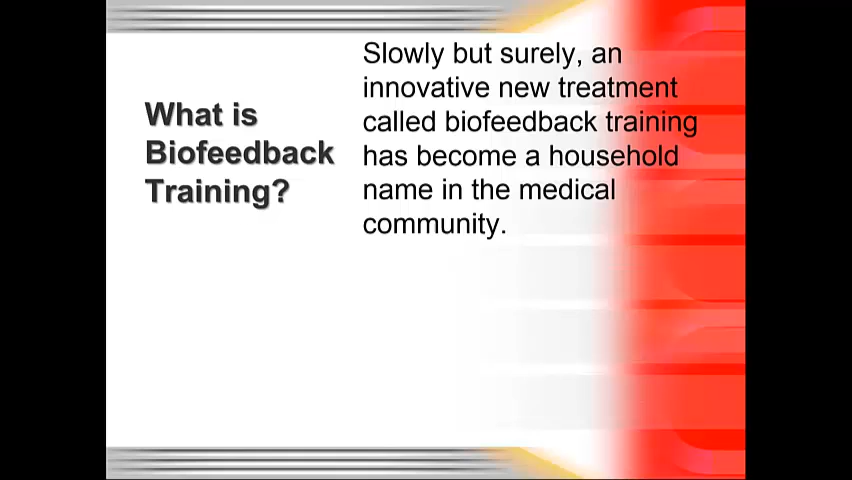 What is
Biofeedback
Training?
Slowly but surely, an
innovative new treatment
called biofeedback training
has become a household
name in the medical
community.